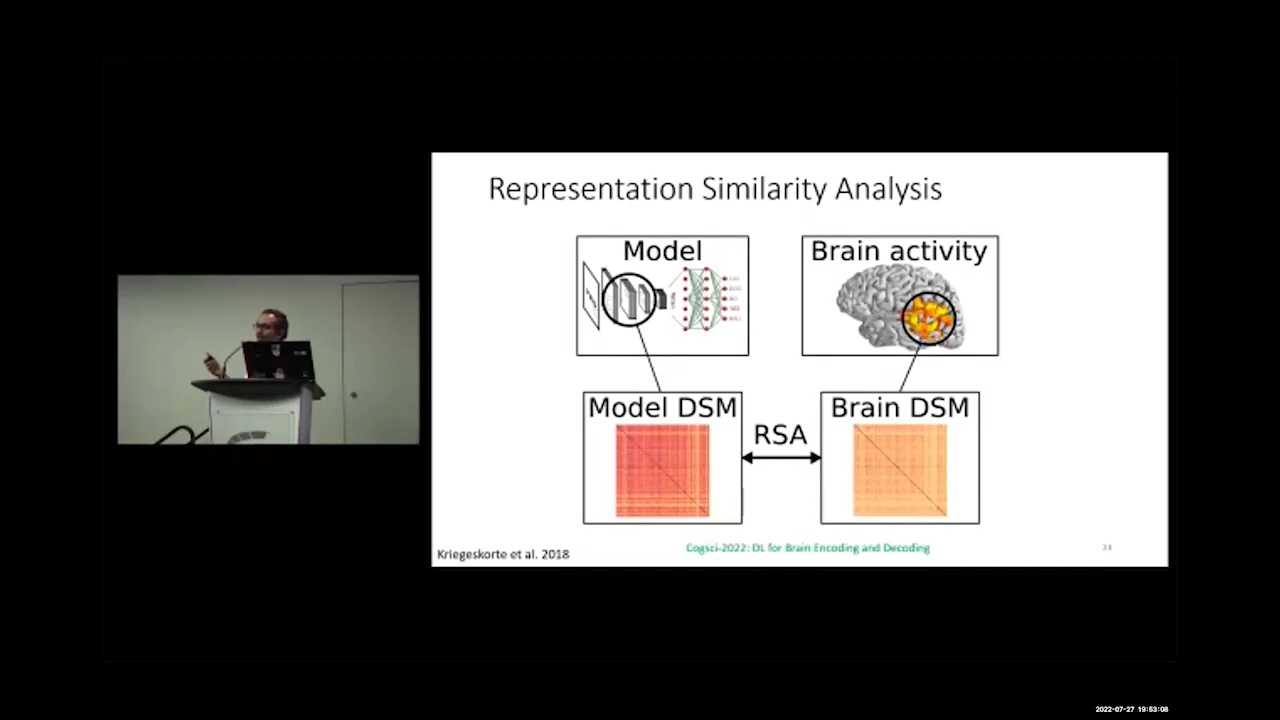 Representation Similarity Analysis
Model
Brain activity
Model DSM
Brain DSM
RSA
Kriegeskorte et al. 2018
Cogsci-2022: DL for Brain Encoding and Decoding
2022-07-27 19:53:08